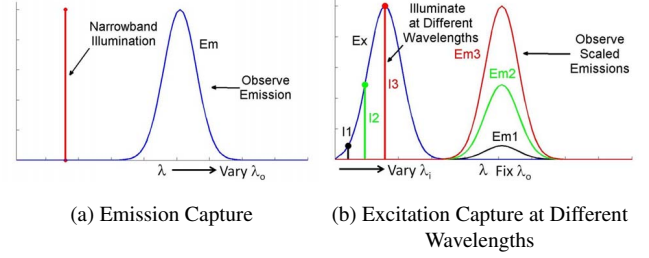 Narrowband
Illumination
Em
Observe
Emission
λ
Vary λo
(a) Emission Capture
Illuminate
at Different
Wavelengths
Ex
Em3
Observe
Scaled
Emissions
Em2
I3
I2
I1
Em1
Vary λi
λ Fix λo
(b) Excitation Capture at Different
Wavelengths